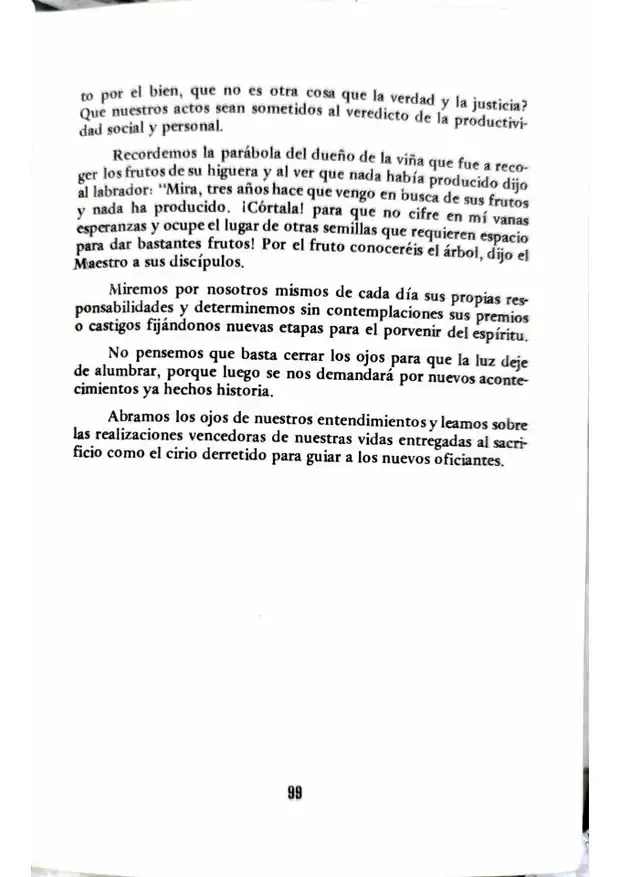 to por el bien, que no es otra cosa que la verdad y la justicia?
Que nuestros actos sean sometidos al veredicto de la productivi-
dad social y personal.
Recordemos la parábola del dueño de la viña que fue a reco-
ger los frutos de su higuera y al ver que nada había producido dijo
al labrador: "Mira, tres años hace que vengo en busca de sus frutos
y nada ha producido. ¡Córtala! para que no cifre en mí vanas
esperanzas y ocupe el lugar de otras semillas que requieren espacio
para dar bastantes frutos! Por el fruto conoceréis el árbol, dijo el
Maestro a sus discípulos.
Miremos por nosotros mismos de cada día sus propias res-
ponsabilidades y determinemos sin contemplaciones sus premios
o castigos fijándonos nuevas etapas para el porvenir del espíritu.
No pensemos que basta cerrar los ojos para que la luz deje
de alumbrar, porque luego se nos demandará por nuevos aconte-
cimientos ya hechos historia.
Abramos los ojos de nuestros entendimientos y leamos sobre
las realizaciones vencedoras de nuestras vidas entregadas al sacri-
ficio como el cirio derretido para guiar a los nuevos oficiantes.
99